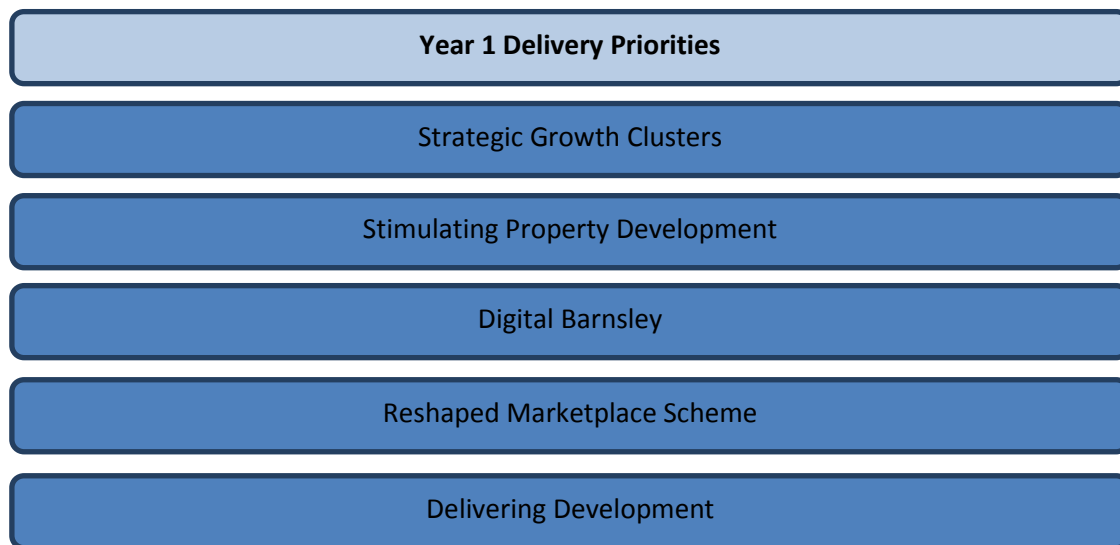 Year 1 Delivery Priorities
Strategic Growth Clusters
Stimulating Property Development
Digital Barnsley
Reshaped Marketplace Scheme
Delivering Development